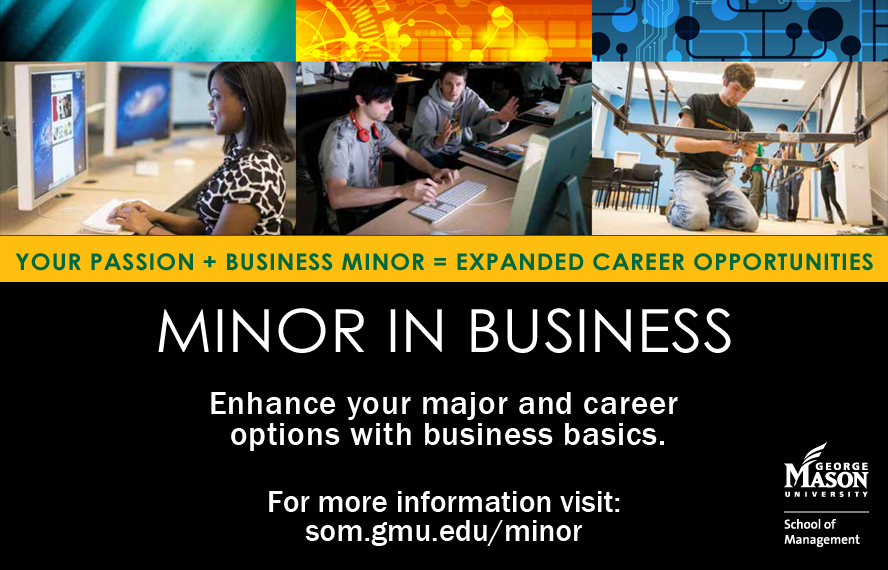 YOUR PASSION + BUSINESS MINOR = EXPANDED CAREER OPPORTUNITIES
MINOR IN BUSINESS
Enhance your major and career
options with business basics.
For more information visit:
som.gmu.edu/minor
GEORGE
MASON
UNIVERSITY
School of
Management